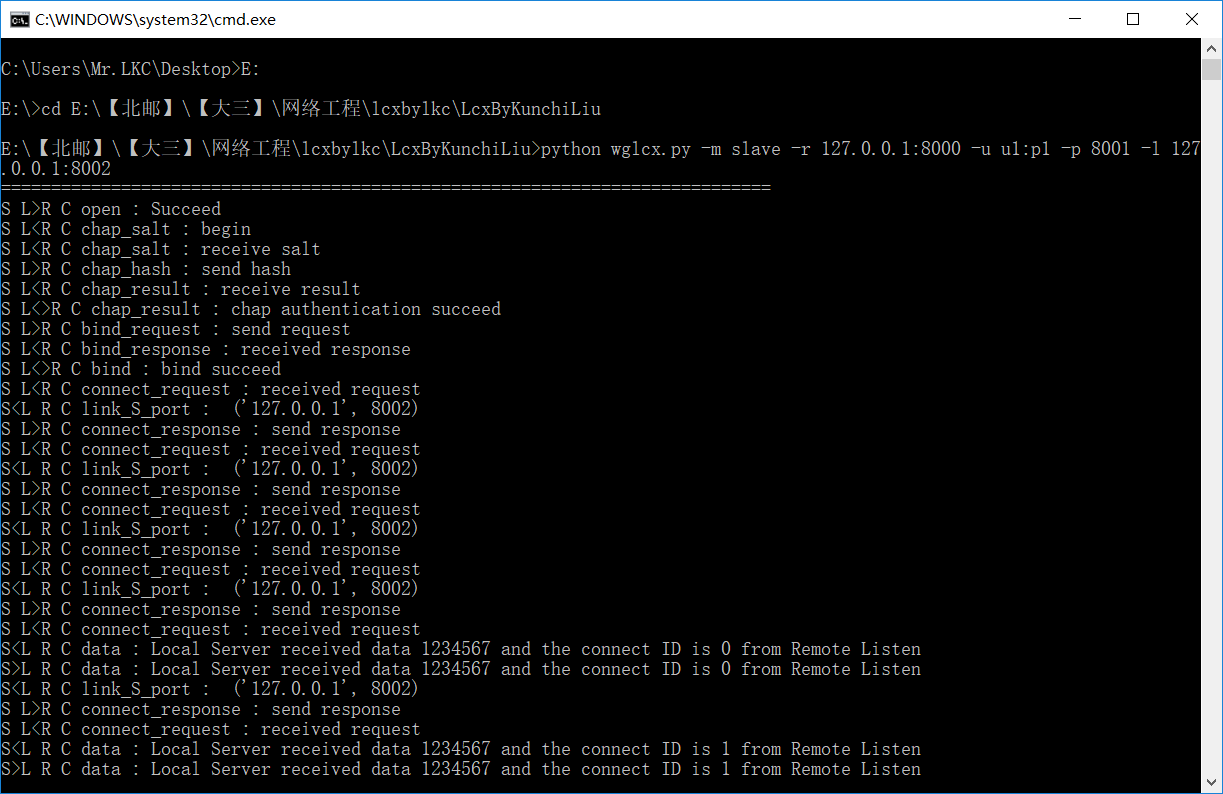 C:\WINDOWS\system32\cmd.exe
C:\Users\Mr.LKC\Desktop>E:
E:\>cd E:\【北邮】\【大三】\网络工程\lcxbylkc\LcxByKunchiLiu
E:\【北邮】\【大三】\网络工程\lcxbylkc\LcxByKunchiLiu>python wglcx.py -m slave -r 127.0.0.1:8000 -u u1:p1 -p 8001 -l 127
.0.0.1:8002
=============================================================================
S L>R C open : Succeed
S L<R C chap_salt : begin
S L<R C chap_salt : receive salt
S L>R C chap_hash : send hash
S L<R C chap_result : receive result
S L<>R C chap_result : chap authentication succeed
S L>R C bind_request : send request
S L<R C bind_response : received response
S L<>R C bind : bind succeed
S L<R C connect_request : received request
S<L R C link_S_port :  ('127.0.0.1', 8002)
S L>R C connect_response : send response
S L<R C connect_request : received request
S<L R C link_S_port :  ('127.0.0.1', 8002)
S L>R C connect_response : send response
S L<R C connect_request : received request
S<L R C link_S_port :  ('127.0.0.1', 8002)
S L>R C connect_response : send response
S L<R C connect_request : received request
S<L R C link_S_port :  ('127.0.0.1', 8002)
S L>R C connect_response : send response
S L<R C connect_request : received request
S<L R C data : Local Server received data 1234567 and the connect ID is 0 from Remote Listen
S>L R C data : Local Server received data 1234567 and the connect ID is 0 from Remote Listen
S<L R C link_S_port :  ('127.0.0.1', 8002)
S L>R C connect_response : send response
S L<R C connect_request : received request
S<L R C data : Local Server received data 1234567 and the connect ID is 1 from Remote Listen
S>L R C data : Local Server received data 1234567 and the connect ID is 1 from Remote Listen